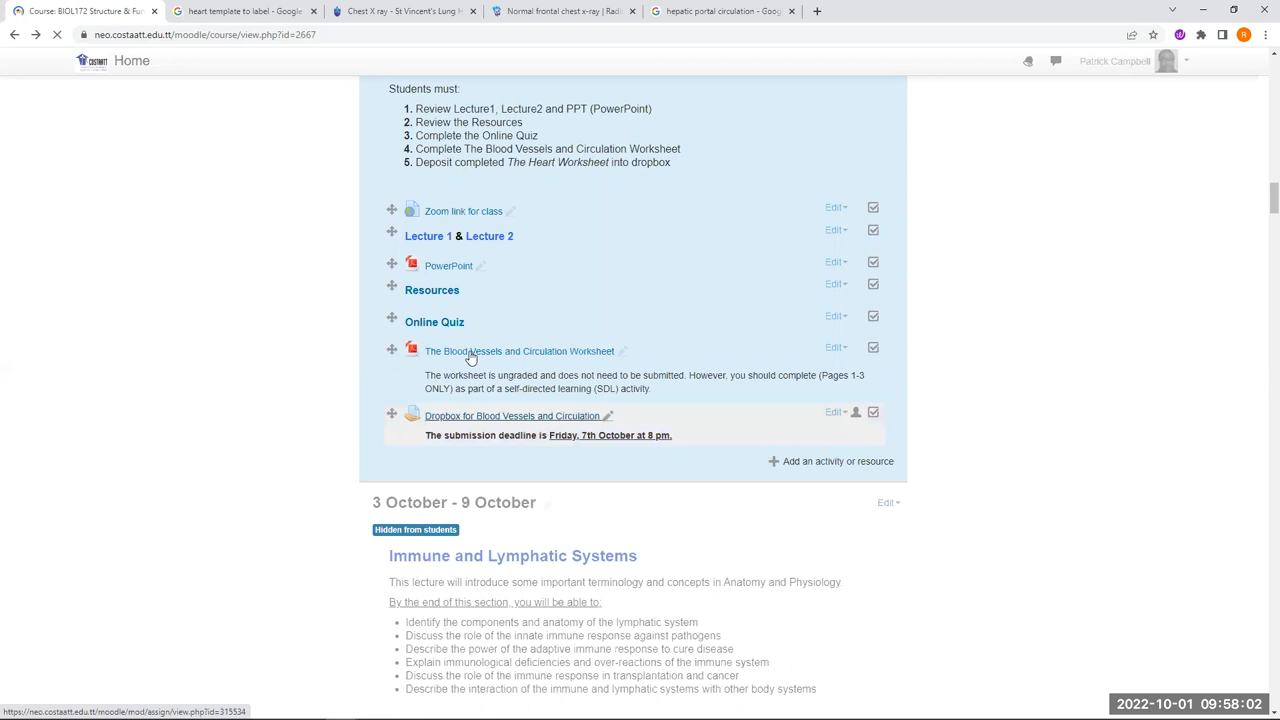 Course: BIOL172 Structure & Fun
heart template to label - Google
Chest X ray - St Vincent's Lung H
Normal frontal chest x-ray | Radi
hepatic portal circulation - Goog
neo.costaatt.edu.tt/moodle/course/view.php?id=2667
R
COSTAATT
Home
Patrick Campbell
Students must:
1. Review Lecture1, Lecture2 and PPT (PowerPoint)
2. Review the Resources
3. Complete the Online Quiz
4. Complete The Blood Vessels and Circulation Worksheet
5. Deposit completed The Heart Worksheet into dropbox
Zoom link for class
Edit
Lecture 1 & Lecture 2
Edit
PowerPoint
Edit
Resources
Edit
Online Quiz
Edit
The Blood Vessels and Circulation Worksheet
Edit
The worksheet is ungraded and does not need to be submitted. However, you should complete (Pages 1-3
ONLY) as part of a self-directed learning (SDL) activity.
Dropbox for Blood Vessels and Circulation
Edit
The submission deadline is Friday, 7th October at 8 pm.
Add an activity or resource
3 October - 9 October
Edit
Hidden from students
Immune and Lymphatic Systems
This lecture will introduce some important terminology and concepts in Anatomy and Physiology.
By the end of this section, you will be able to:
• Identify the components and anatomy of the lymphatic system
• Discuss the role of the innate immune response against pathogens
• Describe the power of the adaptive immune response to cure disease
• Explain immunological deficiencies and over-reactions of the immune system
• Discuss the role of the immune response in transplantation and cancer
• Describe the interaction of the immune and lymphatic systems with other body systems
https://neo.costaatt.edu.tt/moodle/mod/assign/view.php?id=315534
2022-10-01 09:58:02